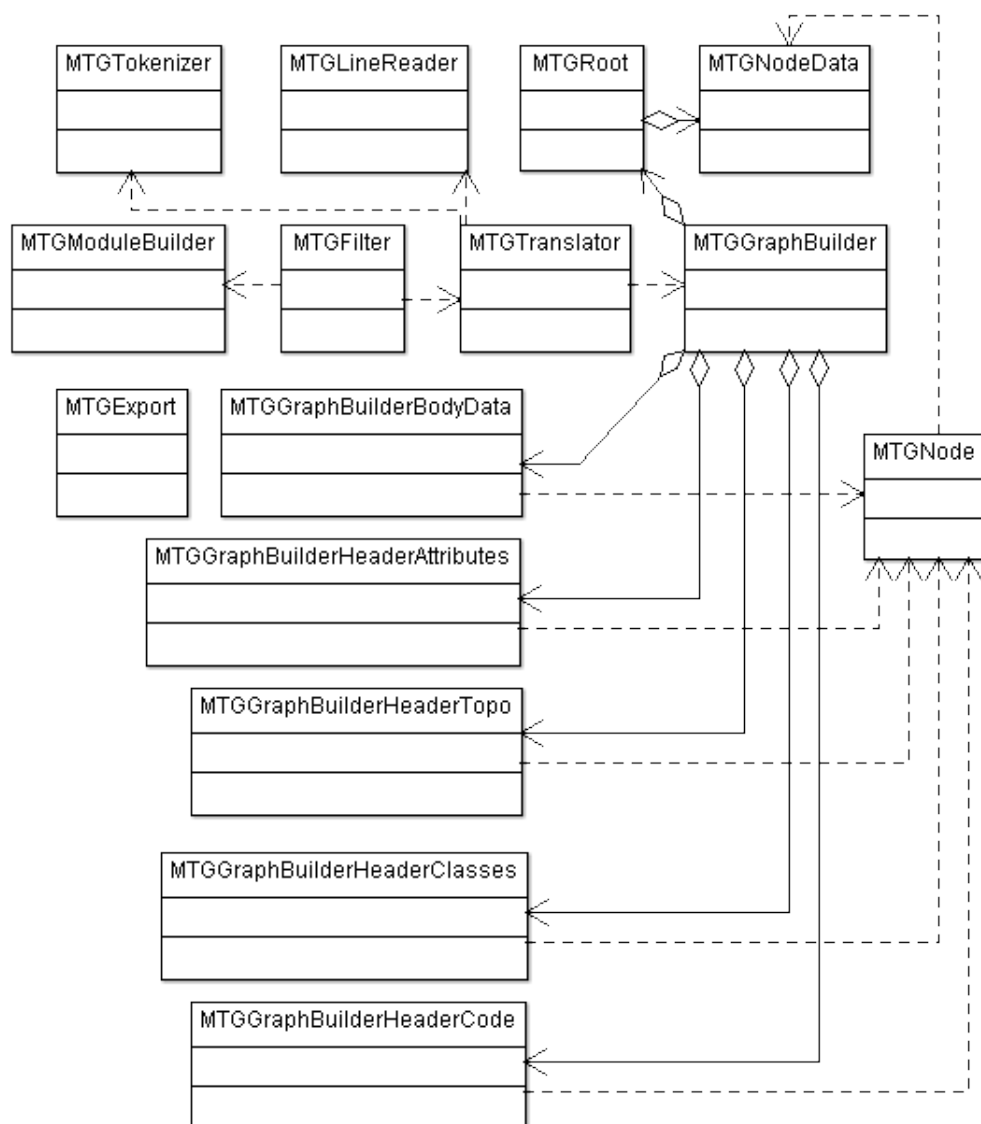 MTGTokenizer
MTGLineReader
MTGRoot
MTGNodeData
MTGModuleBuilder
MTGFilter
MTGTranslator
MTGGraphBuilder
MTGExport
MTGGraphBuilderBodyData
MTGNode
MTGGraphBuilderHeaderAttributes
MTGGraphBuilderHeaderTopo
MTGGraphBuilderHeaderClasses
MTGGraphBuilderHeaderCode